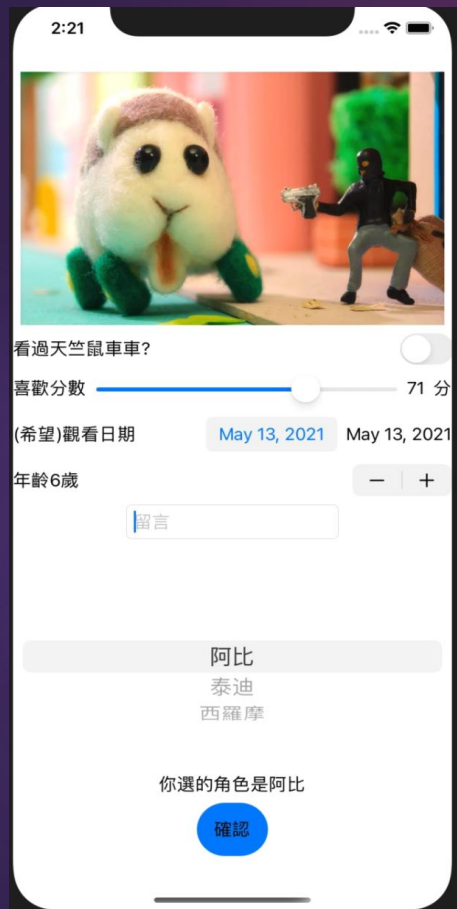 2:21
看過天竺鼠車車?
喜歡分數 71 分
(希望)觀看日期 May 13, 2021 May 13, 2021
年齡6歲 − +
留言
阿比
泰迪
西羅摩
你選的角色是阿比
確認